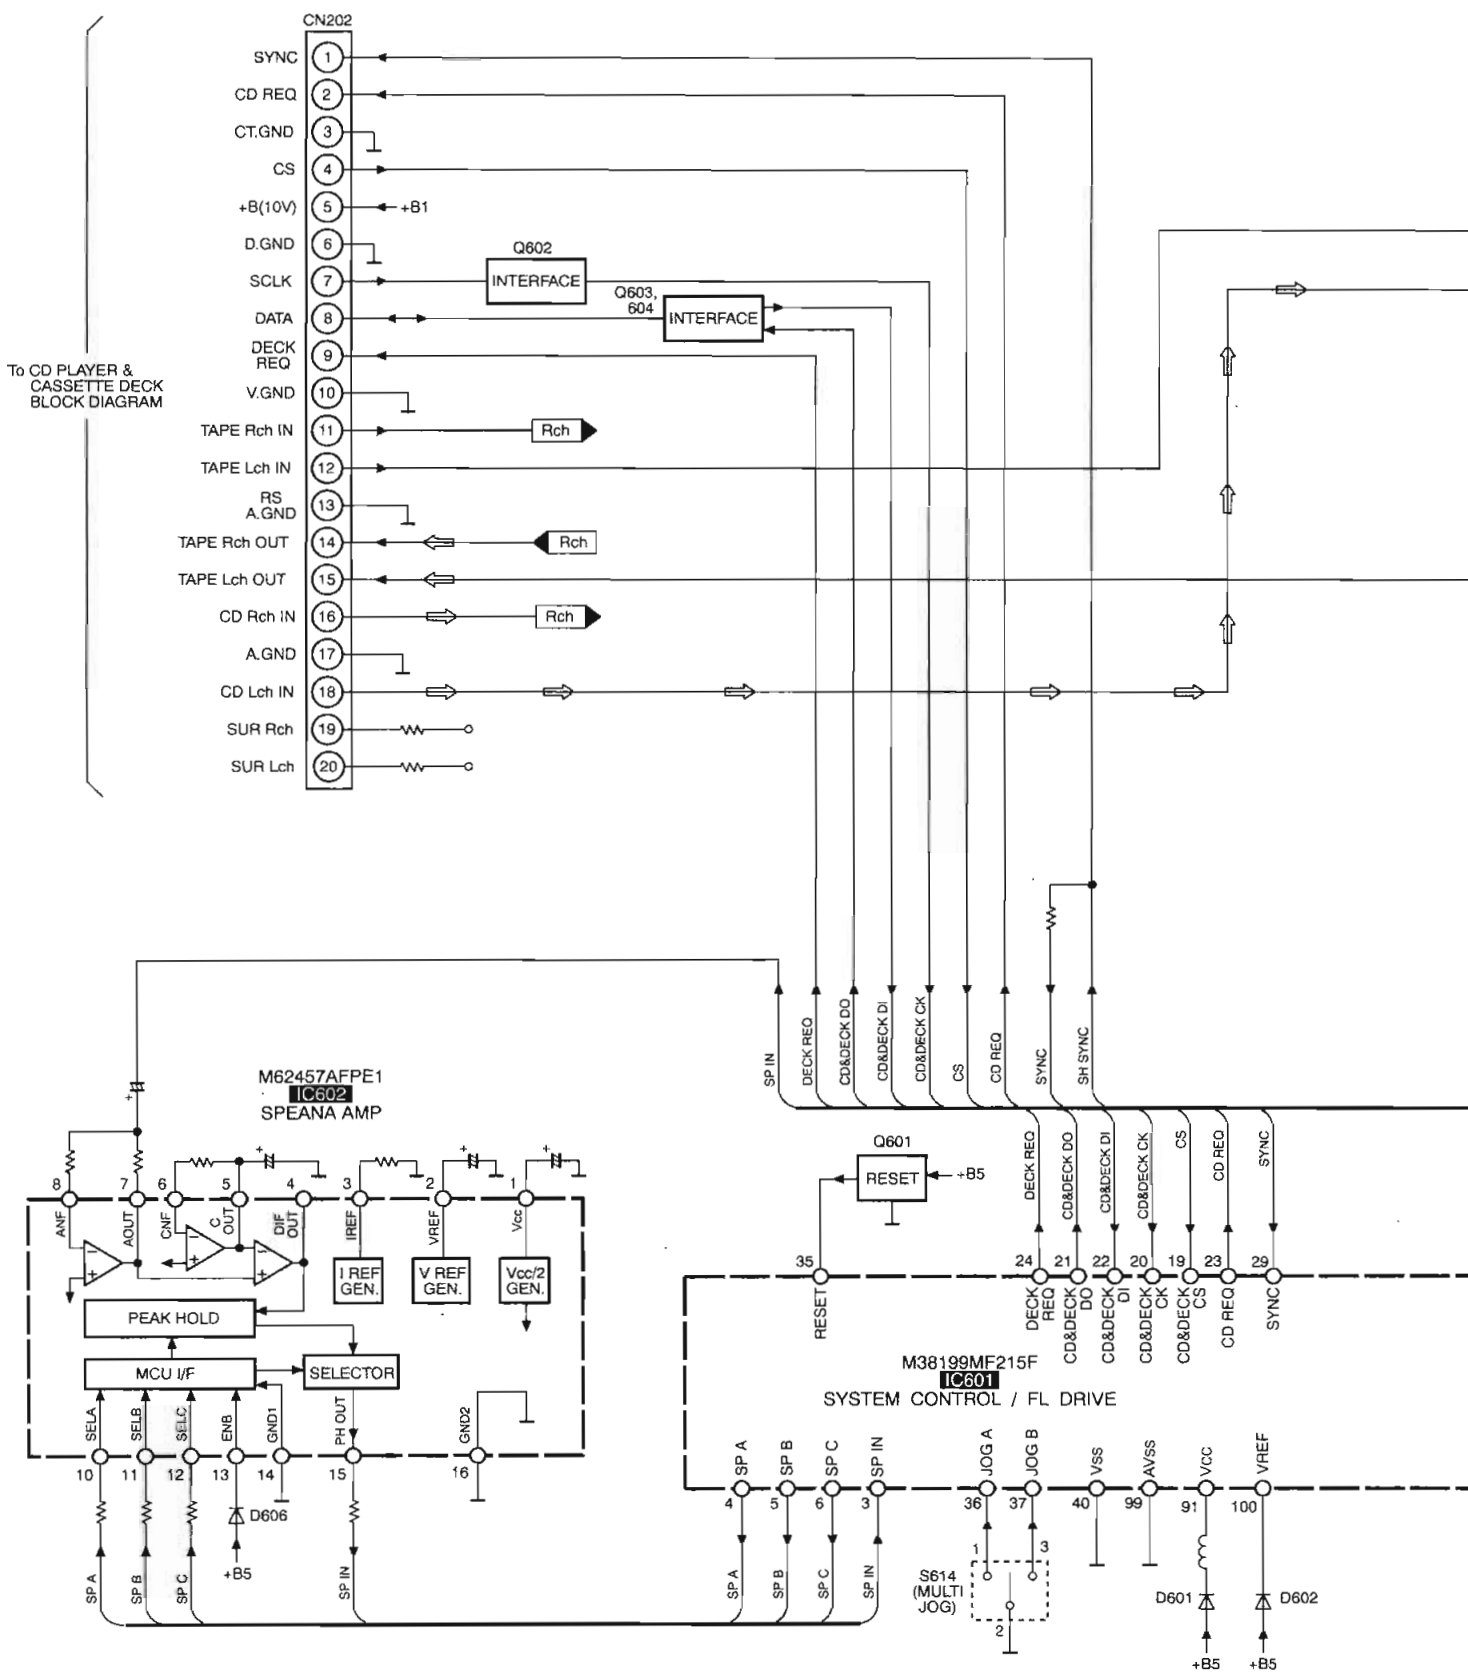 CN202
SYNC 1
CD REQ 2
CT.GND 3
CS 4
+B(10V) 5 +B1
D.GND 6
Q602
SCLK 7 INTERFACE
Q603,
604
DATA 8 INTERFACE
DECK
REQ 9
To CD PLAYER &
CASSETTE DECK
BLOCK DIAGRAM
V.GND 10
TAPE Rch IN 11 Rch
TAPE Lch IN 12
RS
A.GND 13
TAPE Rch OUT 14 Rch
TAPE Lch OUT 15
CD Rch IN 16 Rch
A.GND 17
CD Lch IN 18
SUR Rch 19
SUR Lch 20
SP IN
DECK REQ
CD&DECK DO
CD&DECK DI
CD&DECK CK
CS
CD REQ
SYNC
SH SYNC
M62457AFPE1
IC602
SPEANA AMP
+ + + +
8 7 6 5 4 3 2 1
ANF
AOUT
CNF
C
OUT
DIF
OUT
IREF
VREF
Vcc
− + − + − +
I REF
GEN.
V REF
GEN.
Vcc/2
GEN.
PEAK HOLD
MCU I/F
SELECTOR
SELA
SELB
SELC
ENB
GND1
PH OUT
GND2
10 11 12 13 14 15 16
D606
+B5
SP A
SP B
SP C
SP IN
DECK REQ
CD&DECK DO
CD&DECK DI
CD&DECK CK
CS
CD REQ
SYNC
Q601
RESET
+B5
35 24 21 22 20 19 23 29
RESET
DECK
REQ
CD&DECK
DO
CD&DECK
DI
CD&DECK
CK
CD&DECK
CS
CD REQ
SYNC
M38199MF215F
IC601
SYSTEM CONTROL / FL DRIVE
SP A
SP B
SP C
SP IN
JOG A
JOG B
Vss
AVss
Vcc
VREF
4 5 6 3 36 37 40 99 91 100
SP A
SP B
SP C
SP IN
1 3
S614
(MULTI
JOG)
2
D601
D602
+B5 +B5